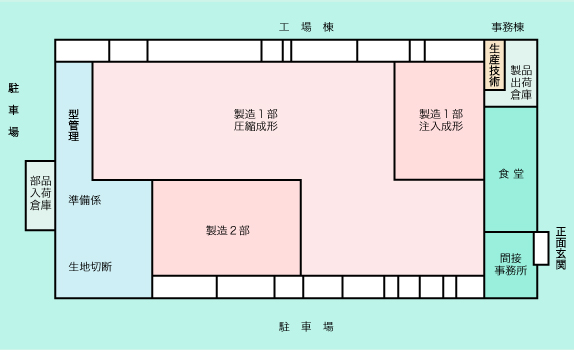 工 場 棟
事務棟
生産技術
製品
出荷
倉庫
駐車場
型管理
製造1部
圧縮成形
製造1部
注入成形
食 堂
部品
入荷
倉庫
準備係
製造2部
正面玄関
間接
事務所
生地切断
駐 車 場